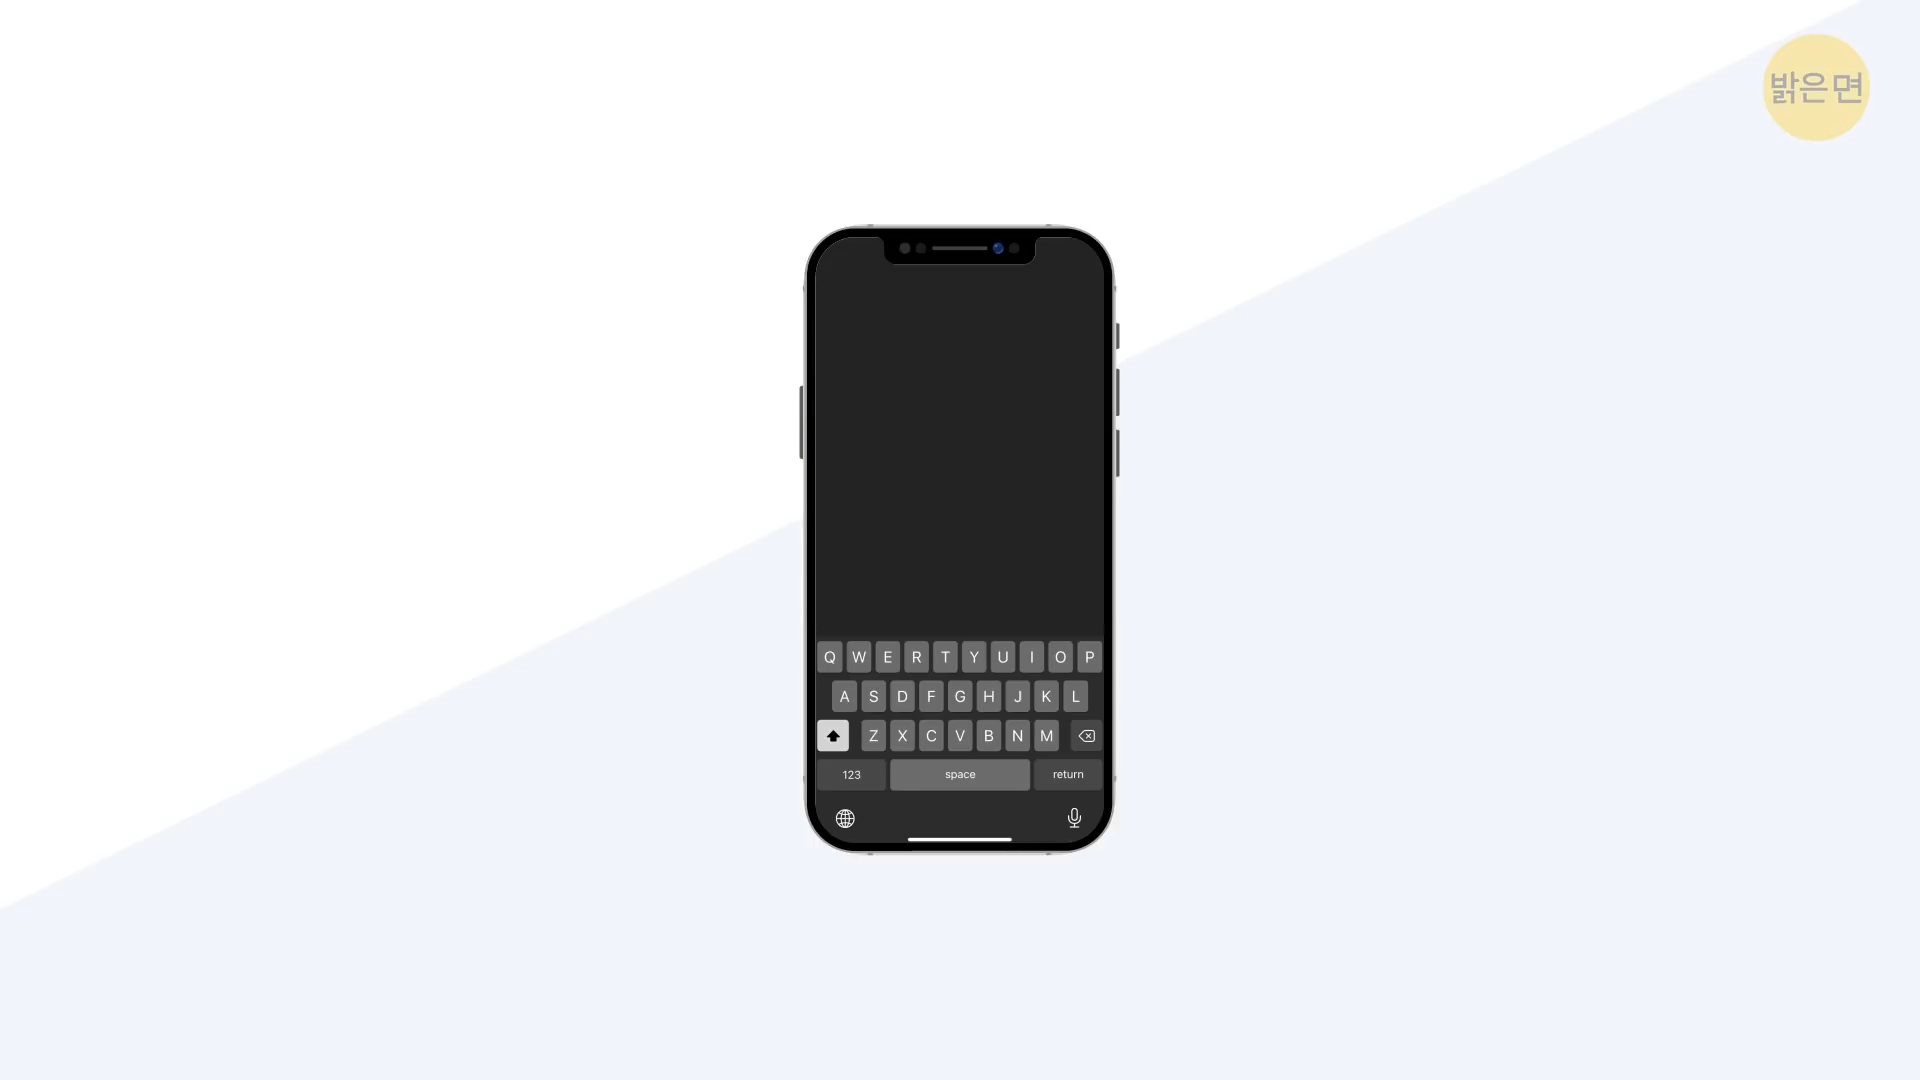 밝은면
Q W E R T Y U I O P
A S D F G H J K L
Z X C V B N M
123 space return